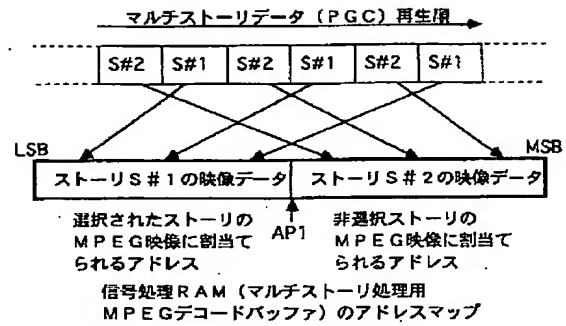 マルチストーリデータ（PGC）再生順
S#2 S#1 S#2 S#1 S#2 S#1
LSB MSB
ストーリS#1の映像データ ストーリS#2の映像データ
AP1
選択されたストーリの
MPEG映像に割当て
られるアドレス
非選択ストーリの
MPEG映像に割当て
られるアドレス
信号処理RAM（マルチストーリ処理用
MPEGデコードバッファ）のアドレスマップ